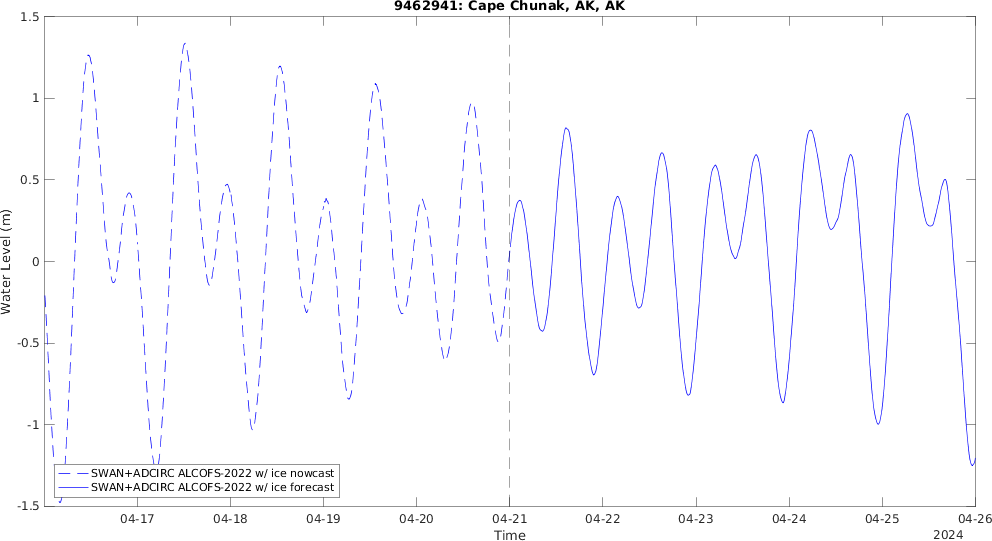 9462941: Cape Chunak, AK, AK
1.5
1
0.5
0
-0.5
-1
-1.5
Water Level (m)
SWAN+ADCIRC ALCOFS-2022 w/ ice nowcast
SWAN+ADCIRC ALCOFS-2022 w/ ice forecast
04-17 04-18 04-19 04-20 04-21 04-22 04-23 04-24 04-25 04-26
Time
2024